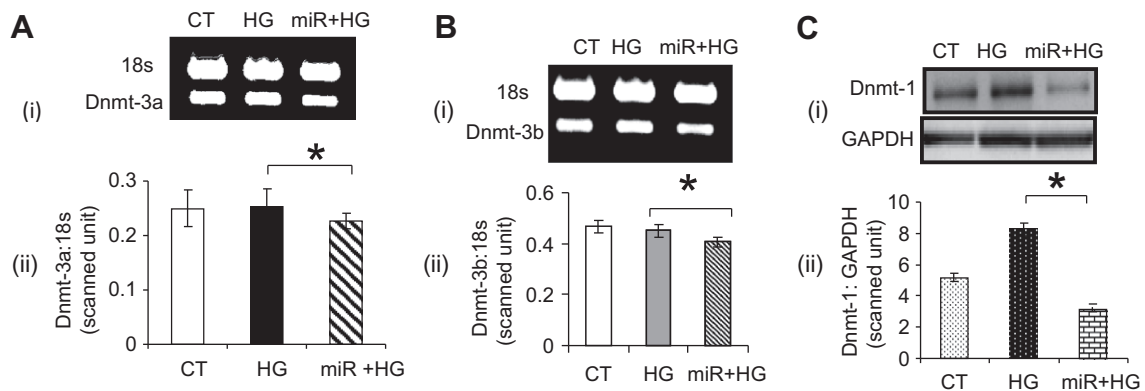 A
CT HG miR+HG
18s
Dnmt-3a
(i)
*
0.3
0.2
0.1
0
Dnmt-3a:18s
(scanned unit)
(ii)
CT HG miR +HG
B
CT HG miR+HG
18s
Dnmt-3b
(i)
*
0.6
0.4
0.2
0
Dnmt-3b:18s
(scanned unit)
(ii)
CT HG miR+HG
C
CT HG miR+HG
Dnmt-1
GAPDH
(i)
*
10
8
6
4
2
0
Dnmt-1: GAPDH
(scanned unit)
(ii)
CT HG miR+HG